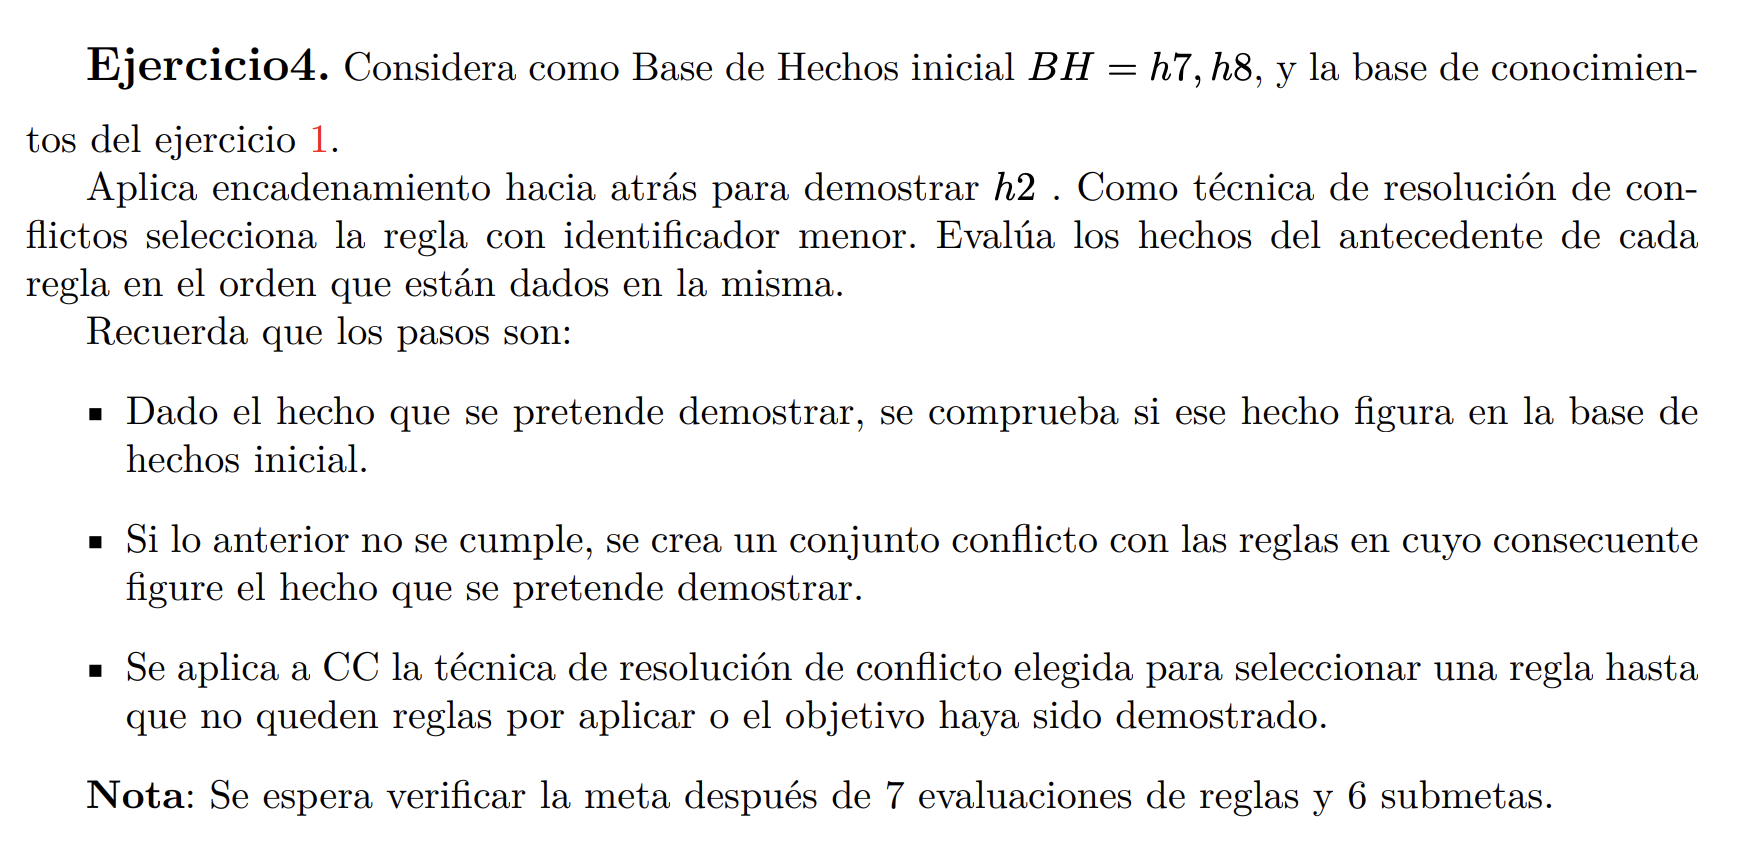 Ejercicio4. Considera como Base de Hechos inicial BH = h7, h8, y la base de conocimien-
tos del ejercicio 1.
Aplica encadenamiento hacia atrás para demostrar h2 . Como técnica de resolución de con-
flictos selecciona la regla con identificador menor. Evalúa los hechos del antecedente de cada
regla en el orden que están dados en la misma.
Recuerda que los pasos son:
▪ Dado el hecho que se pretende demostrar, se comprueba si ese hecho figura en la base de
hechos inicial.
▪ Si lo anterior no se cumple, se crea un conjunto conflicto con las reglas en cuyo consecuente
figure el hecho que se pretende demostrar.
▪ Se aplica a CC la técnica de resolución de conflicto elegida para seleccionar una regla hasta
que no queden reglas por aplicar o el objetivo haya sido demostrado.
Nota: Se espera verificar la meta después de 7 evaluaciones de reglas y 6 submetas.